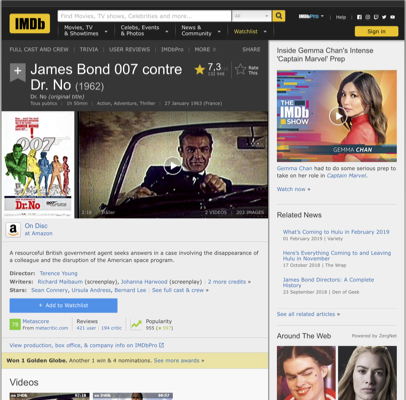 IMDb
Find Movies, TV shows, Celebrities and more...
All
IMDbPro
Help
Movies, TV
& Showtimes
Celebs, Events
& Photos
News &
Community
Watchlist
Sign in
FULL CAST AND CREW | TRIVIA | USER REVIEWS | IMDbPro | MORE
SHARE
James Bond 007 contre
Dr. No (1962)
Dr. No (original title)
7,3
Rate
This
Tous publics | 1h 50min | Action, Adventure, Thriller | 27 January 1963 (France)
007
Dr.No
2:18 | Trailer
2 VIDEOS | 202 IMAGES
On Disc
at Amazon
A resourceful British government agent seeks answers in a case involving the disappearance of
a colleague and the disruption of the American space program.
Director: Terence Young
Writers: Richard Maibaum (screenplay), Johanna Harwood (screenplay) | 2 more credits »
Stars: Sean Connery, Ursula Andress, Bernard Lee | See full cast & crew »
+ Add to Watchlist
Metascore
From metacritic.com
Reviews
421 user | 194 critic
Popularity
View production, box office, & company info on IMDbPro
Won 1 Golden Globe. Another 1 win & 4 nominations. See more awards »
Videos
Inside Gemma Chan's Intense
'Captain Marvel' Prep
THE
IMDb
SHOW
GEMMA CHAN
Gemma Chan had to do some serious prep to
take on her role in Captain Marvel.
Watch now »
Related News
What's Coming to Hulu in February 2019
01 February 2019 | Variety
Here's Everything Coming to and
Leaving Hulu in November
17 October 2018 | The Wrap
James Bond Directors: A Complete
History
23 September 2018 | Den of Geek
See all related articles »
Around The Web
Powered by ZergNet